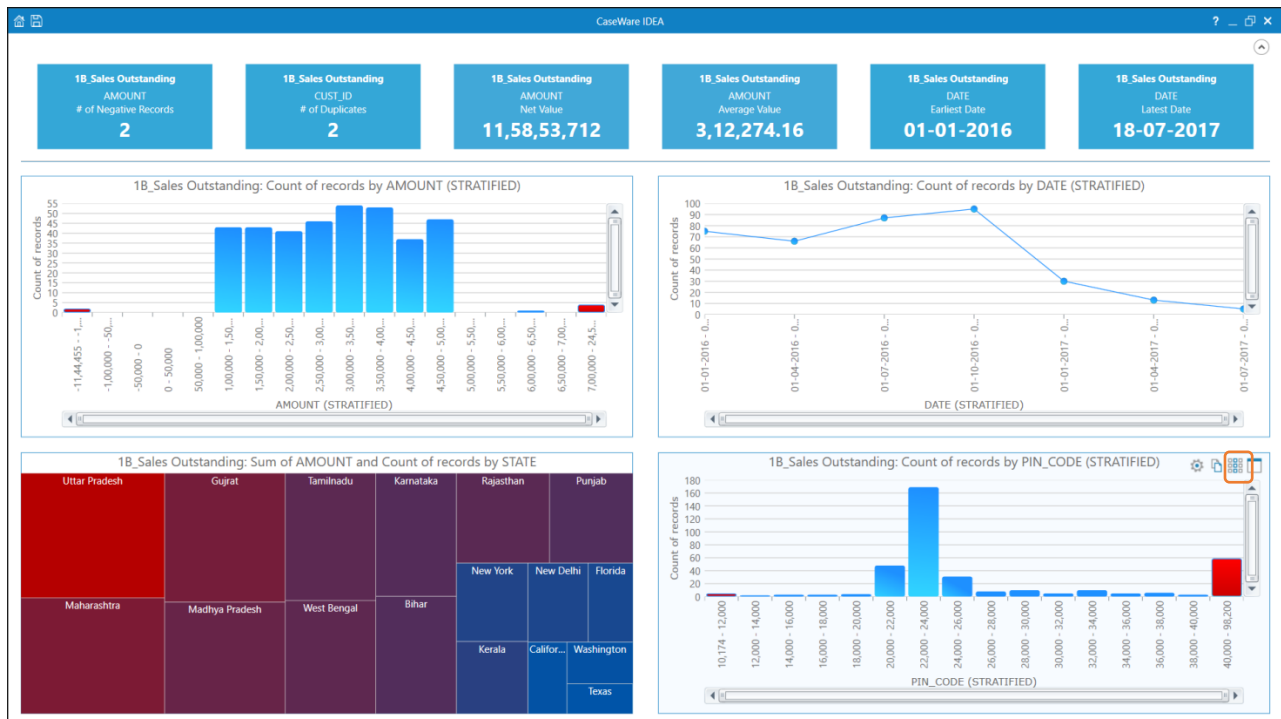 CaseWare IDEA
?
1B_Sales Outstanding
AMOUNT
# of Negative Records
2
1B_Sales Outstanding
CUST_ID
# of Duplicates
2
1B_Sales Outstanding
AMOUNT
Net Value
11,58,53,712
1B_Sales Outstanding
AMOUNT
Average Value
3,12,274.16
1B_Sales Outstanding
DATE
Earliest Date
01-01-2016
1B_Sales Outstanding
DATE
Latest Date
18-07-2017
1B_Sales Outstanding: Count of records by AMOUNT (STRATIFIED)
Count of records
55
50
45
40
35
30
25
20
15
10
5
0
-11,44,455 - -1,...
-1,00,000 - -50,...
-50,000 - 0
0 - 50,000
50,000 - 1,00,000
1,00,000 - 1,50,...
1,50,000 - 2,00,...
2,00,000 - 2,50,...
2,50,000 - 3,00,...
3,00,000 - 3,50,...
3,50,000 - 4,00,...
4,00,000 - 4,50,...
4,50,000 - 5,00,...
5,00,000 - 5,50,...
5,50,000 - 6,00,...
6,00,000 - 6,50,...
6,50,000 - 7,00,...
7,00,000 - 24,5...
AMOUNT (STRATIFIED)
1B_Sales Outstanding: Count of records by DATE (STRATIFIED)
Count of records
100
90
80
70
60
50
40
30
20
10
0
01-01-2016 - 0...
01-04-2016 - 0...
01-07-2016 - 0...
01-10-2016 - 0...
01-01-2017 - 0...
01-04-2017 - 0...
01-07-2017 - 0...
DATE (STRATIFIED)
1B_Sales Outstanding: Sum of AMOUNT and Count of records by STATE
Uttar Pradesh
Gujrat
Tamilnadu
Karnataka
Rajasthan
Punjab
New York
New Delhi
Florida
Maharashtra
Madhya Pradesh
West Bengal
Bihar
Kerala
Califor...
Washington
Texas
1B_Sales Outstanding: Count of records by PIN_CODE (STRATIFIED)
Count of records
180
160
140
120
100
80
60
40
20
0
10,174 - 12,000
12,000 - 14,000
14,000 - 16,000
16,000 - 18,000
18,000 - 20,000
20,000 - 22,000
22,000 - 24,000
24,000 - 26,000
26,000 - 28,000
28,000 - 30,000
30,000 - 32,000
32,000 - 34,000
34,000 - 36,000
36,000 - 38,000
38,000 - 40,000
40,000 - 98,200
PIN_CODE (STRATIFIED)